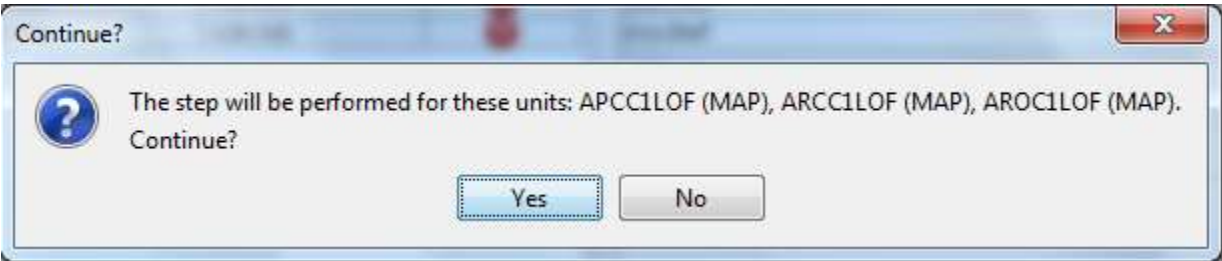 Continue?
The step will be performed for these units: APCC1LOF (MAP), ARCC1LOF (MAP), AROC1LOF (MAP).
Continue?
Yes
No